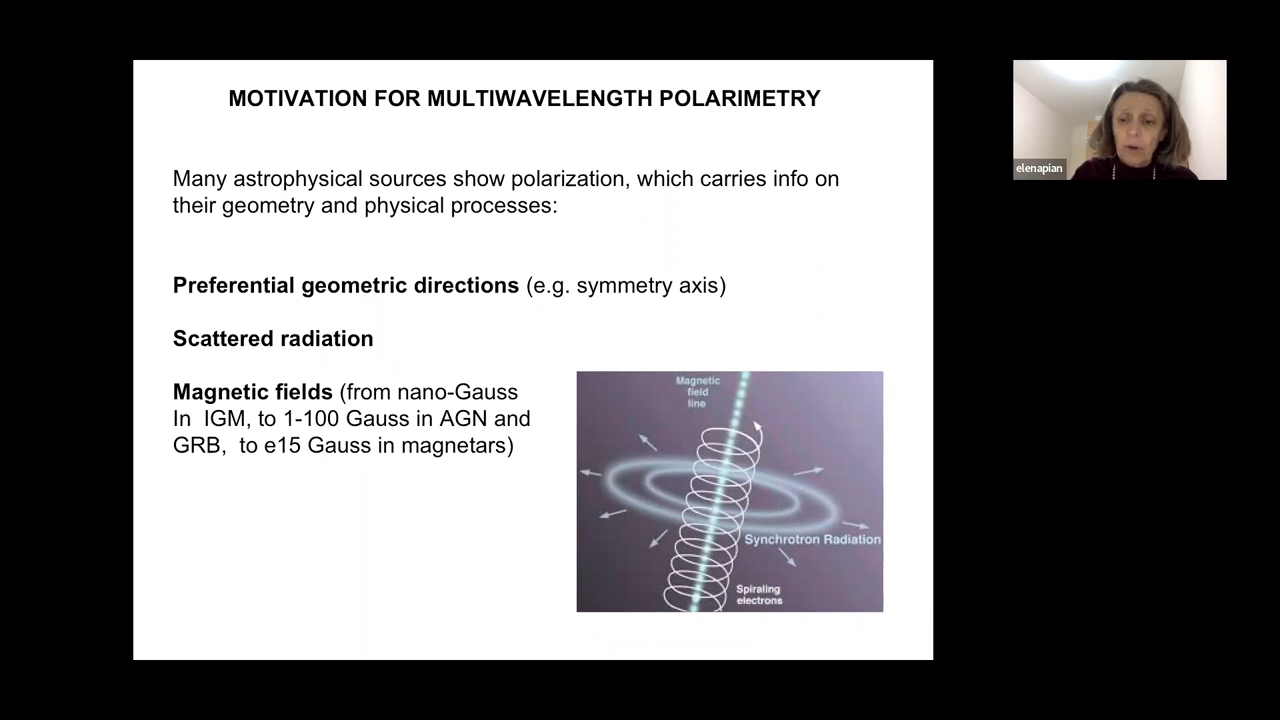 MOTIVATION FOR MULTIWAVELENGTH POLARIMETRY
Many astrophysical sources show polarization, which carries info on
their geometry and physical processes:
Preferential geometric directions (e.g. symmetry axis)
Scattered radiation
Magnetic fields (from nano-Gauss
In  IGM, to 1-100 Gauss in AGN and
GRB,  to e15 Gauss in magnetars)
Magnetic
field
line
Synchrotron Radiation
Spiraling
electrons
elenapian